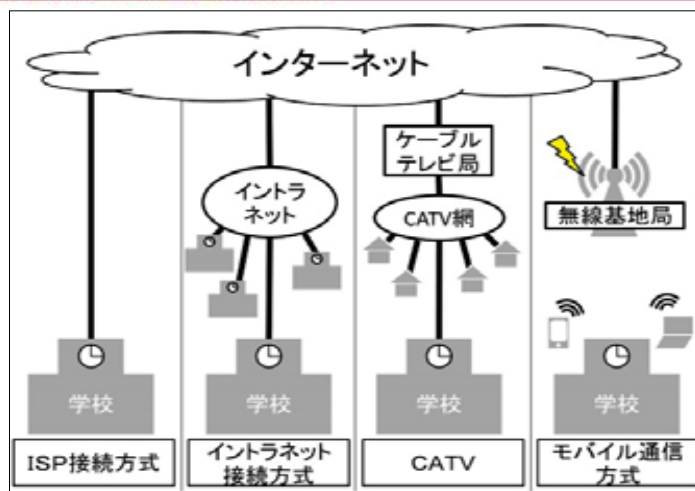 インターネット
ケーブル
テレビ局
イントラ
ネット
CATV網
無線基地局
学校
学校
学校
学校
ISP接続方式
イントラネット
接続方式
CATV
モバイル通信
方式